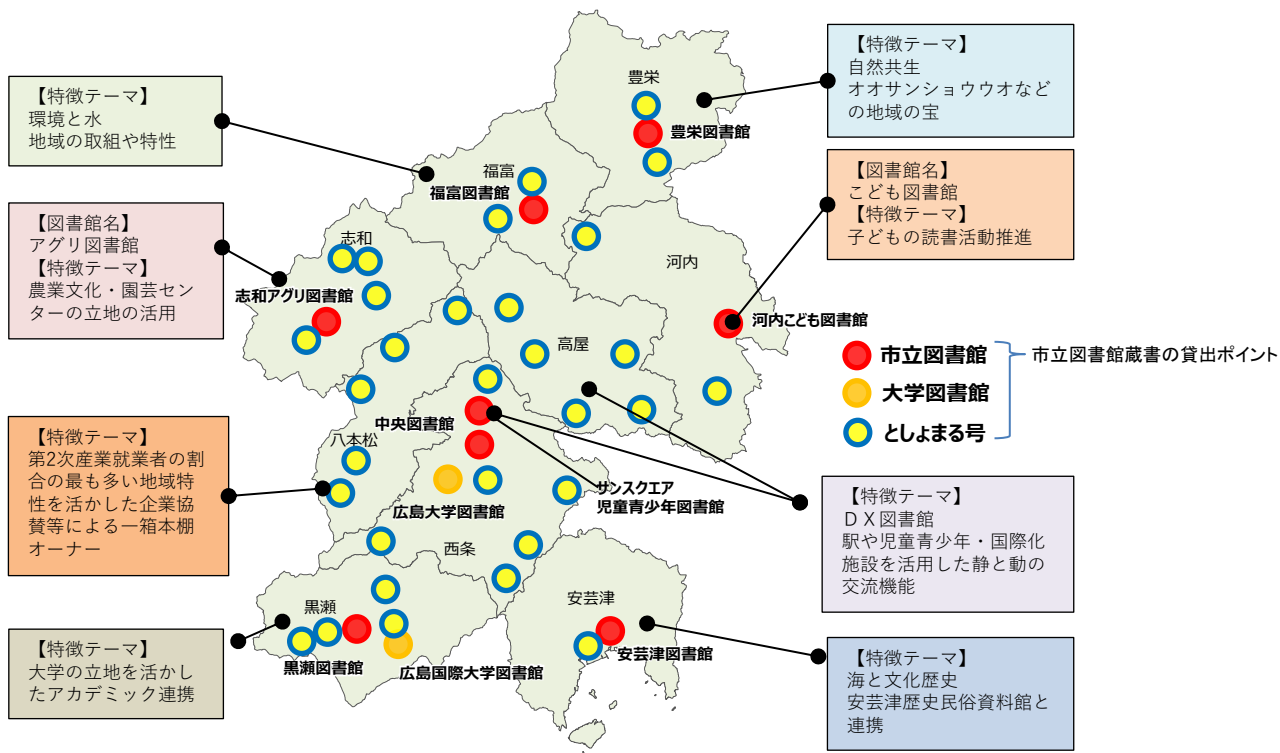 【特徴テーマ】
環境と水
地域の取組や特性
【図書館名】
アグリ図書館
【特徴テーマ】
農業文化・園芸セン
ターの立地の活用
【特徴テーマ】
第2次産業就業者の割
合の最も多い地域特
性を活かした企業協
賛等による一箱本棚
オーナー
【特徴テーマ】
大学の立地を活かし
たアカデミック連携
豊栄
豊栄図書館
福富
福富図書館
志和
志和アグリ図書館
河内
河内こども図書館
高屋
中央図書館
八本松
サンスクエア
児童青少年図書館
広島大学図書館
西条
黒瀬
黒瀬図書館
広島国際大学図書館
安芸津
安芸津図書館
【特徴テーマ】
自然共生
オオサンショウウオなど
の地域の宝
【図書館名】
こども図書館
【特徴テーマ】
子どもの読書活動推進
市立図書館
大学図書館
としょまる号
市立図書館蔵書の貸出ポイント
【特徴テーマ】
ＤＸ図書館
駅や児童青少年・国際化
施設を活用した静と動の
交流機能
【特徴テーマ】
海と文化歴史
安芸津歴史民俗資料館と
連携